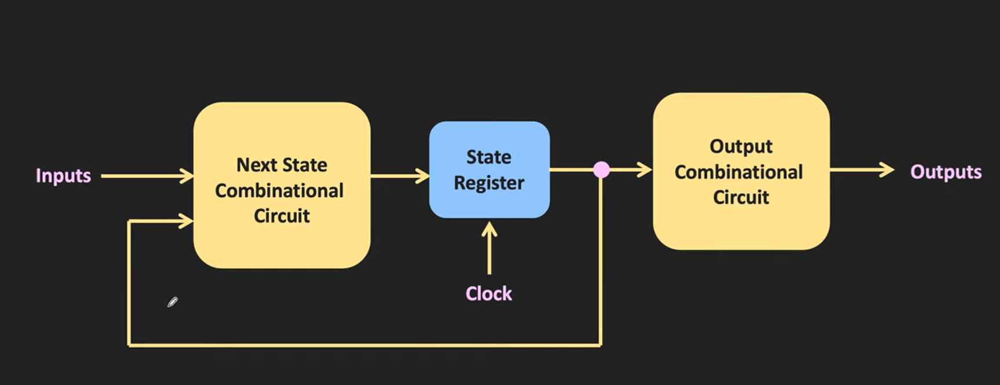 Inputs
Next State
Combinational
Circuit
State
Register
Clock
Output
Combinational
Circuit
Outputs